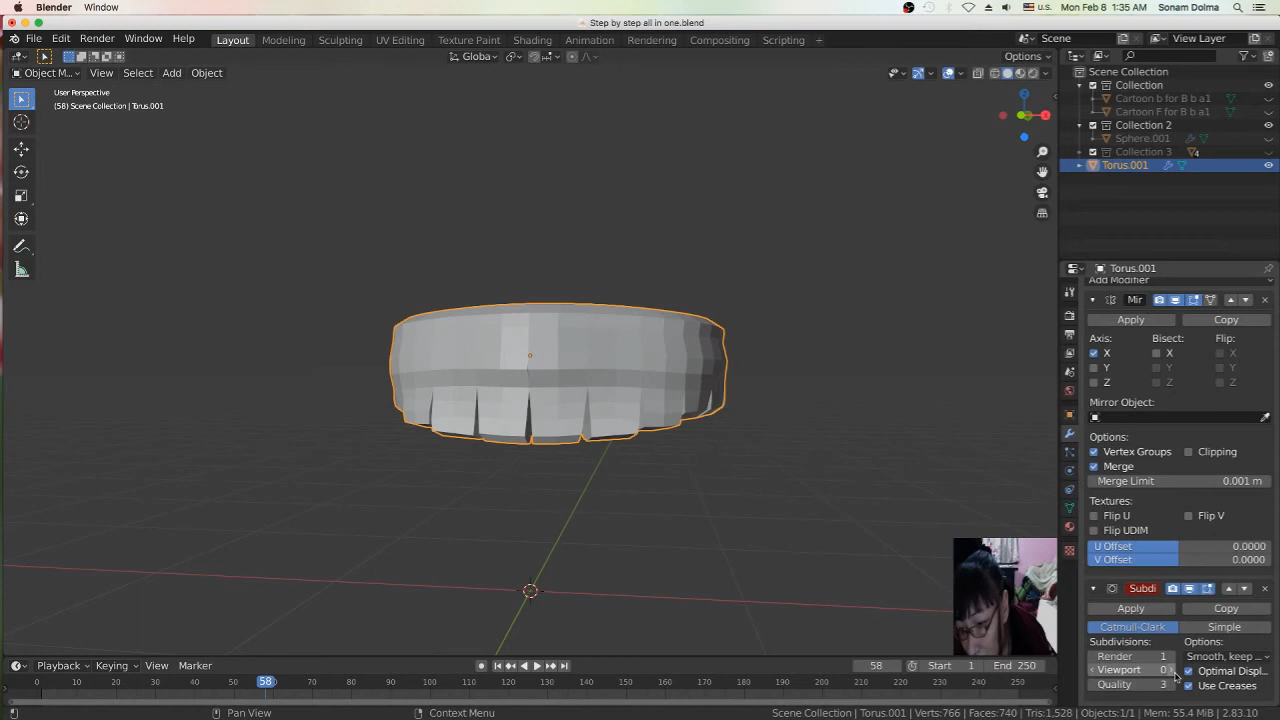 Blender Window U.S. Mon Feb 8 1:35 AM Sonam Dolma
Step by step all in one.blend
File Edit Render Window Help Layout Modeling Sculpting UV Editing Texture Paint Shading Animation Rendering Compositing Scripting + Scene View Layer
Globa Options
Object M... View Select Add Object
Scene Collection
User Perspective
(58) Scene Collection | Torus.001
Collection
Cartoon b for B b a1
Cartoon F for B b a1
Collection 2
Sphere.001
Collection 3 4
Torus.001
Z
X
Torus.001
Add Modifier
Mir
Apply Copy
Axis: Bisect: Flip:
X X X
Y Y Y
Z Z Z
Mirror Object:
Options:
Vertex Groups Clipping
Merge
Merge Limit 0.001 m
Textures:
Flip U Flip V
Flip UDIM
U Offset 0.0000
V Offset 0.0000
Subdi
Apply Copy
Catmull-Clark Simple
Subdivisions: Options:
Render 1 Smooth, keep ...
Viewport 0 Optimal Displ...
Quality 3 Use Creases
Playback Keying View Marker 58 Start 1 End 250
0 10 20 30 40 50 58 70 80 90 100 110 120 130 140 150 160 170 180 190 200 210 220 230 240 250
Pan View Context Menu Scene Collection | Torus.001 | Verts:766 | Faces:740 | Tris:1,528 | Objects:1/1 | Mem: 55.4 MiB | 2.83.10